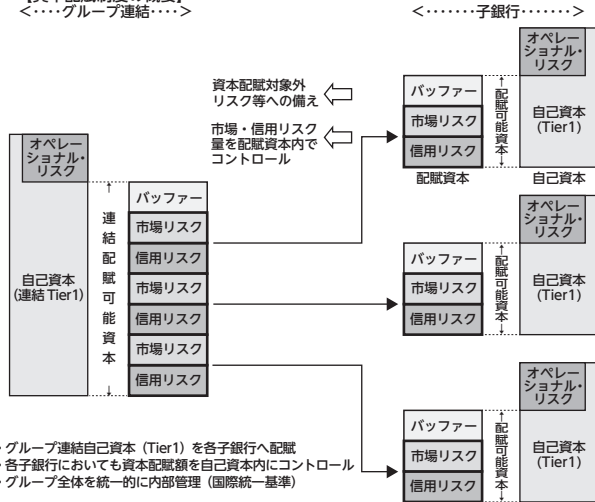 <・・・・グループ連結・・・・>
<・・・・・・・子銀行・・・・・・・>
オペレー
ショナル・
リスク
自己資本
(連結 Tier1)
連結配賦可能資本
バッファー
市場リスク
信用リスク
市場リスク
信用リスク
市場リスク
信用リスク
資本配賦対象外
リスク等への備え
市場・信用リスク
量を配賦資本内で
コントロール
バッファー
市場リスク
信用リスク
配賦資本
配賦可能資本
オペレー
ショナル・
リスク
自己資本
(Tier1)
自己資本
バッファー
市場リスク
信用リスク
配賦可能資本
オペレー
ショナル・
リスク
自己資本
(Tier1)
バッファー
市場リスク
信用リスク
配賦可能資本
オペレー
ショナル・
リスク
自己資本
(Tier1)
・グループ連結自己資本（Tier1）を各子銀行へ配賦
・各子銀行においても資本配賦額を自己資本内にコントロール
・グループ全体を統一的に内部管理（国際統一基準）